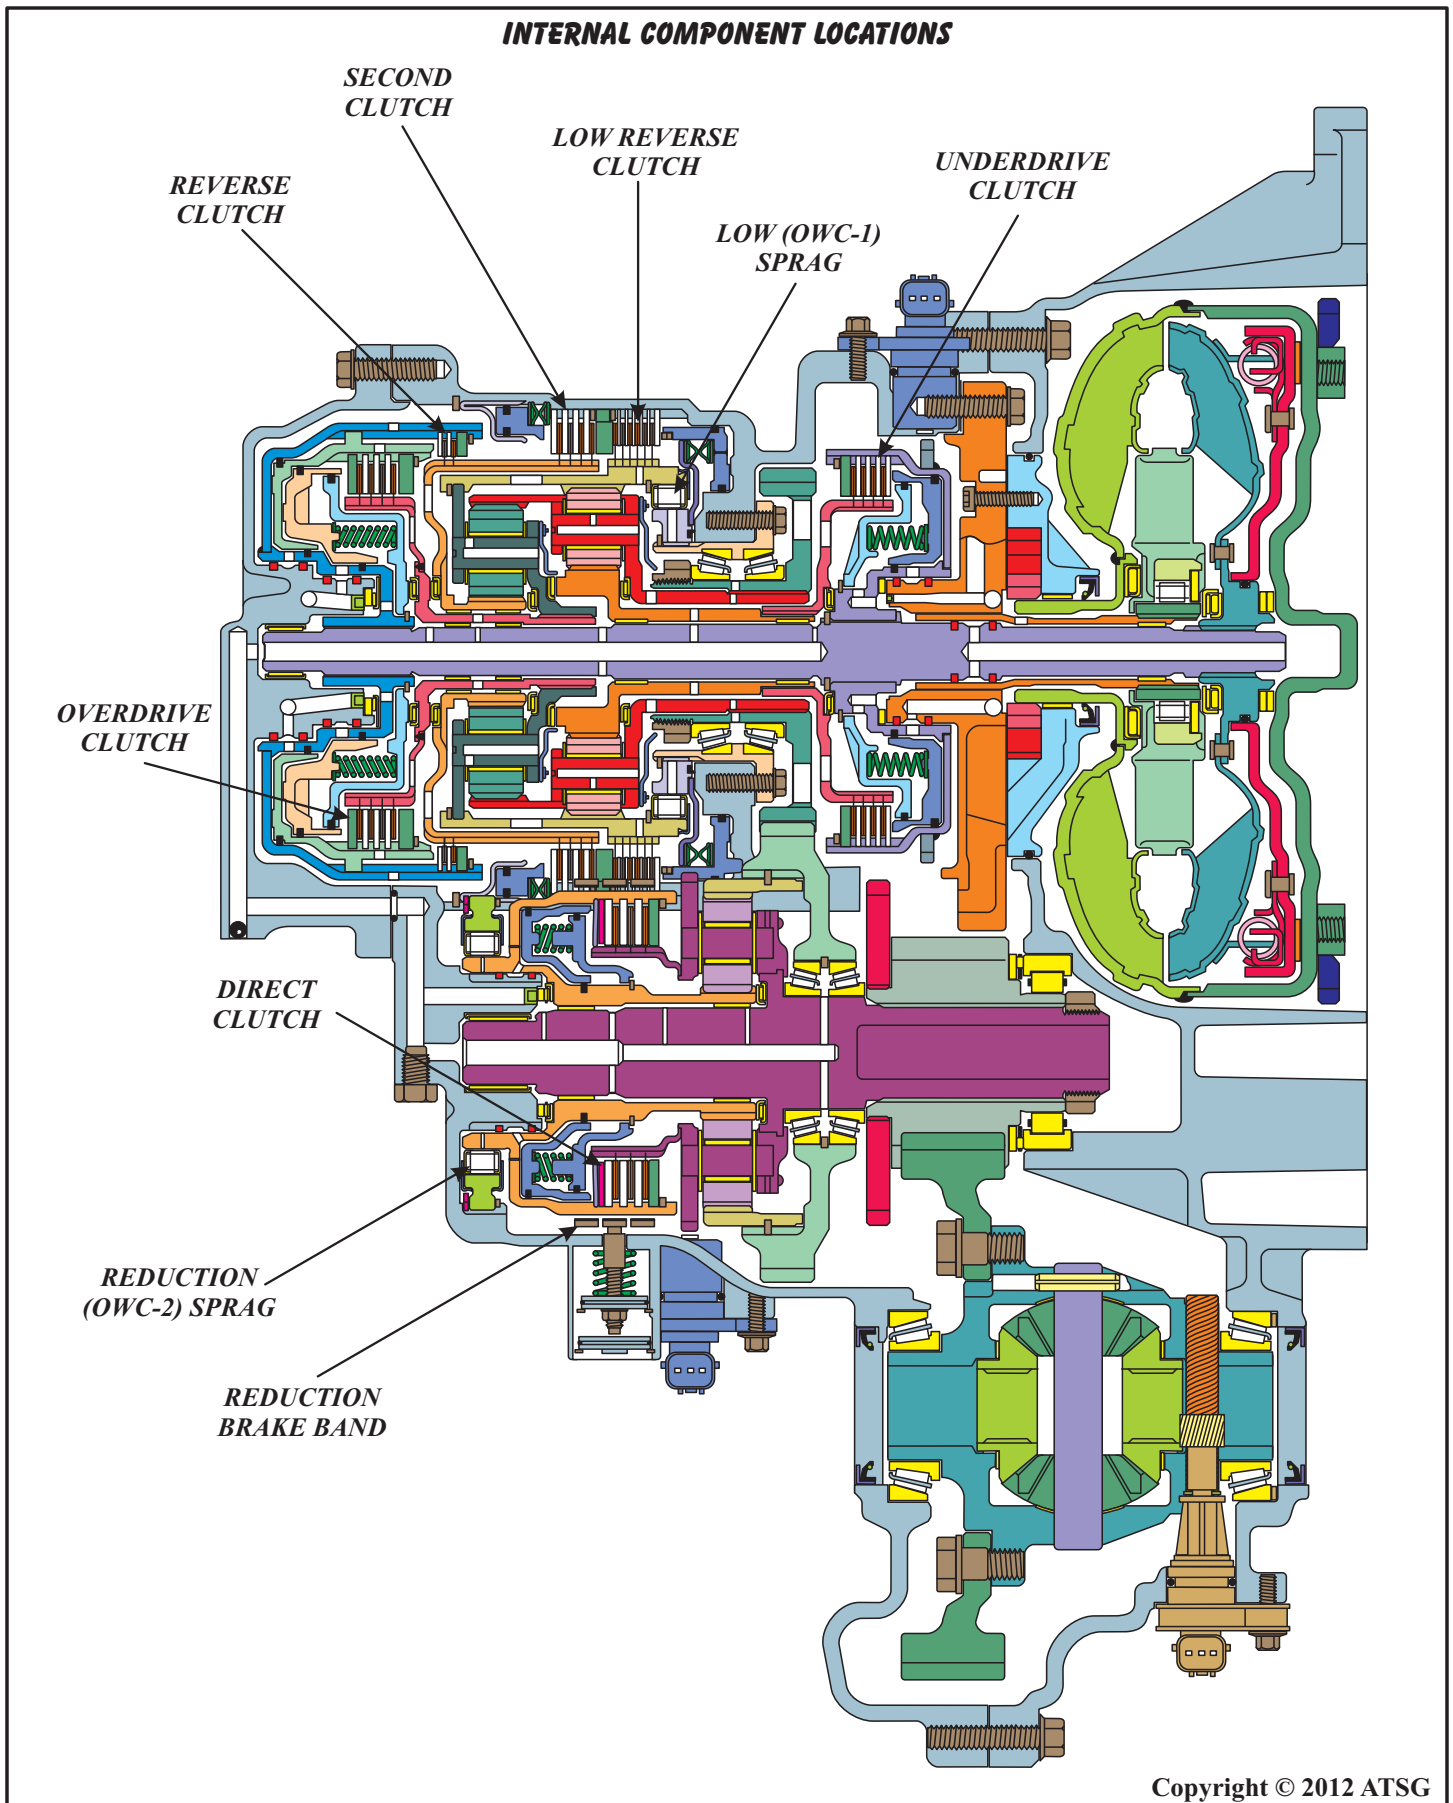 INTERNAL COMPONENT LOCATIONS
SECOND
CLUTCH
LOW REVERSE
CLUTCH
UNDERDRIVE
CLUTCH
REVERSE
CLUTCH
LOW (OWC-1)
SPRAG
OVERDRIVE
CLUTCH
DIRECT
CLUTCH
REDUCTION
(OWC-2) SPRAG
REDUCTION
BRAKE BAND
Copyright © 2012 ATSG